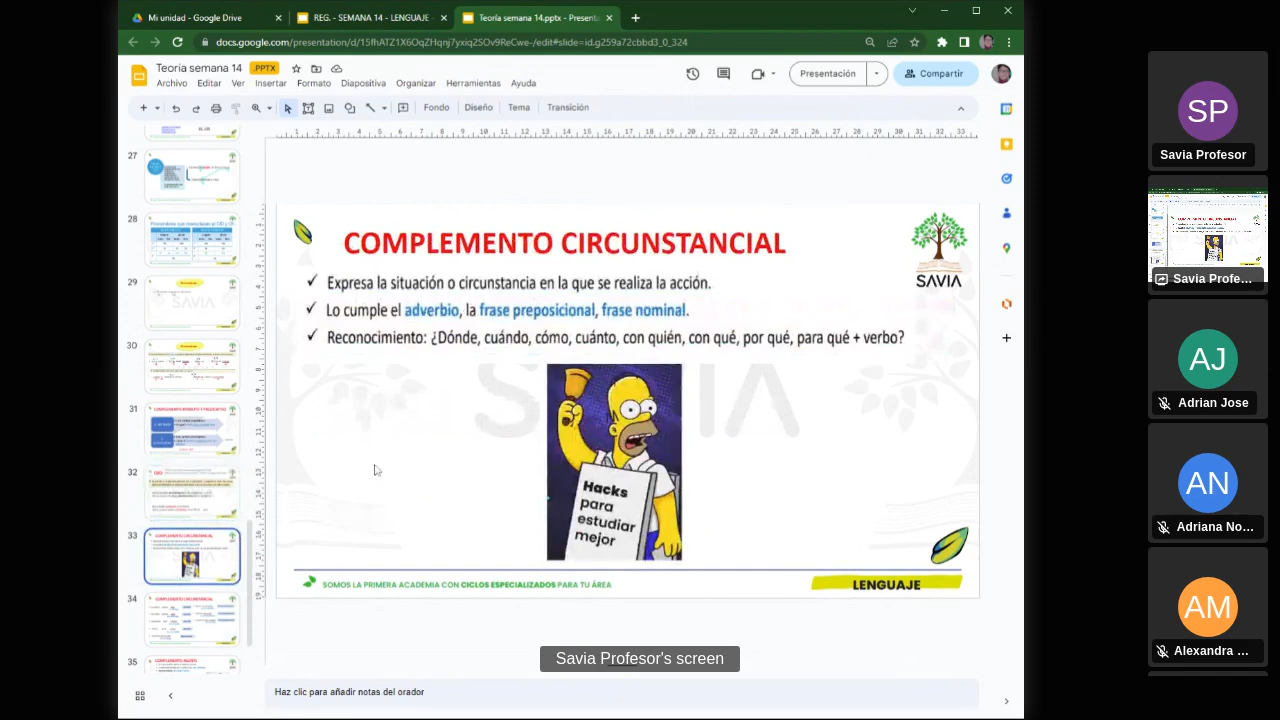 Mi unidad - Google Drive
REG. - SEMANA 14 - LENGUAJE
Teoría semana 14.pptx - Presenta
docs.google.com/presentation/d/15fhATZ1X6OqZHqnj7yxiq2SOv9ReCwe-/edit#slide=id.g259a72cbbd3_0_324
Teoría semana 14 .PPTX
Archivo Editar Ver Insertar Formato Diapositiva Organizar Herramientas Ayuda
Presentación
Compartir
Fondo Diseño Tema Transición
27
28
29
30
31
32
33
34
35
COMPLEMENTO CIRCUNSTANCIAL
SAVIA
✓ Expresa la situación o circunstancia en la que se realiza la acción.
✓ Lo cumple el adverbio, la frase preposicional, frase nominal.
✓ Reconocimiento: ¿Dónde, cuándo, cómo, cuánto, con quién, con qué, por qué, para qué + verbo?
Hacks
para
estudiar
mejor
SOMOS LA PRIMERA ACADEMIA CON CICLOS ESPECIALIZADOS PARA TU ÁREA
LENGUAJE
Savia Profesor's screen
Haz clic para añadir notas del orador
SP
Savia Profesor
Savia Profe...
AJ
Adrian Jose
AN
Adriana No...
AM
Alexandra ...